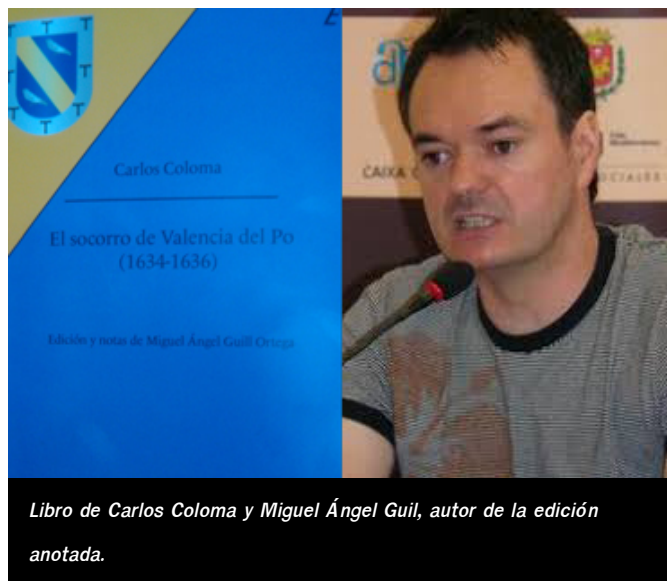 Carlos Coloma
El socorro de Valencia del Po
(1634-1636)
Edición y notas de Miguel Ángel Guill Ortega
CAIXA
SOCIALES
Libro de Carlos Coloma y Miguel Ángel Guil, autor de la edición
anotada.